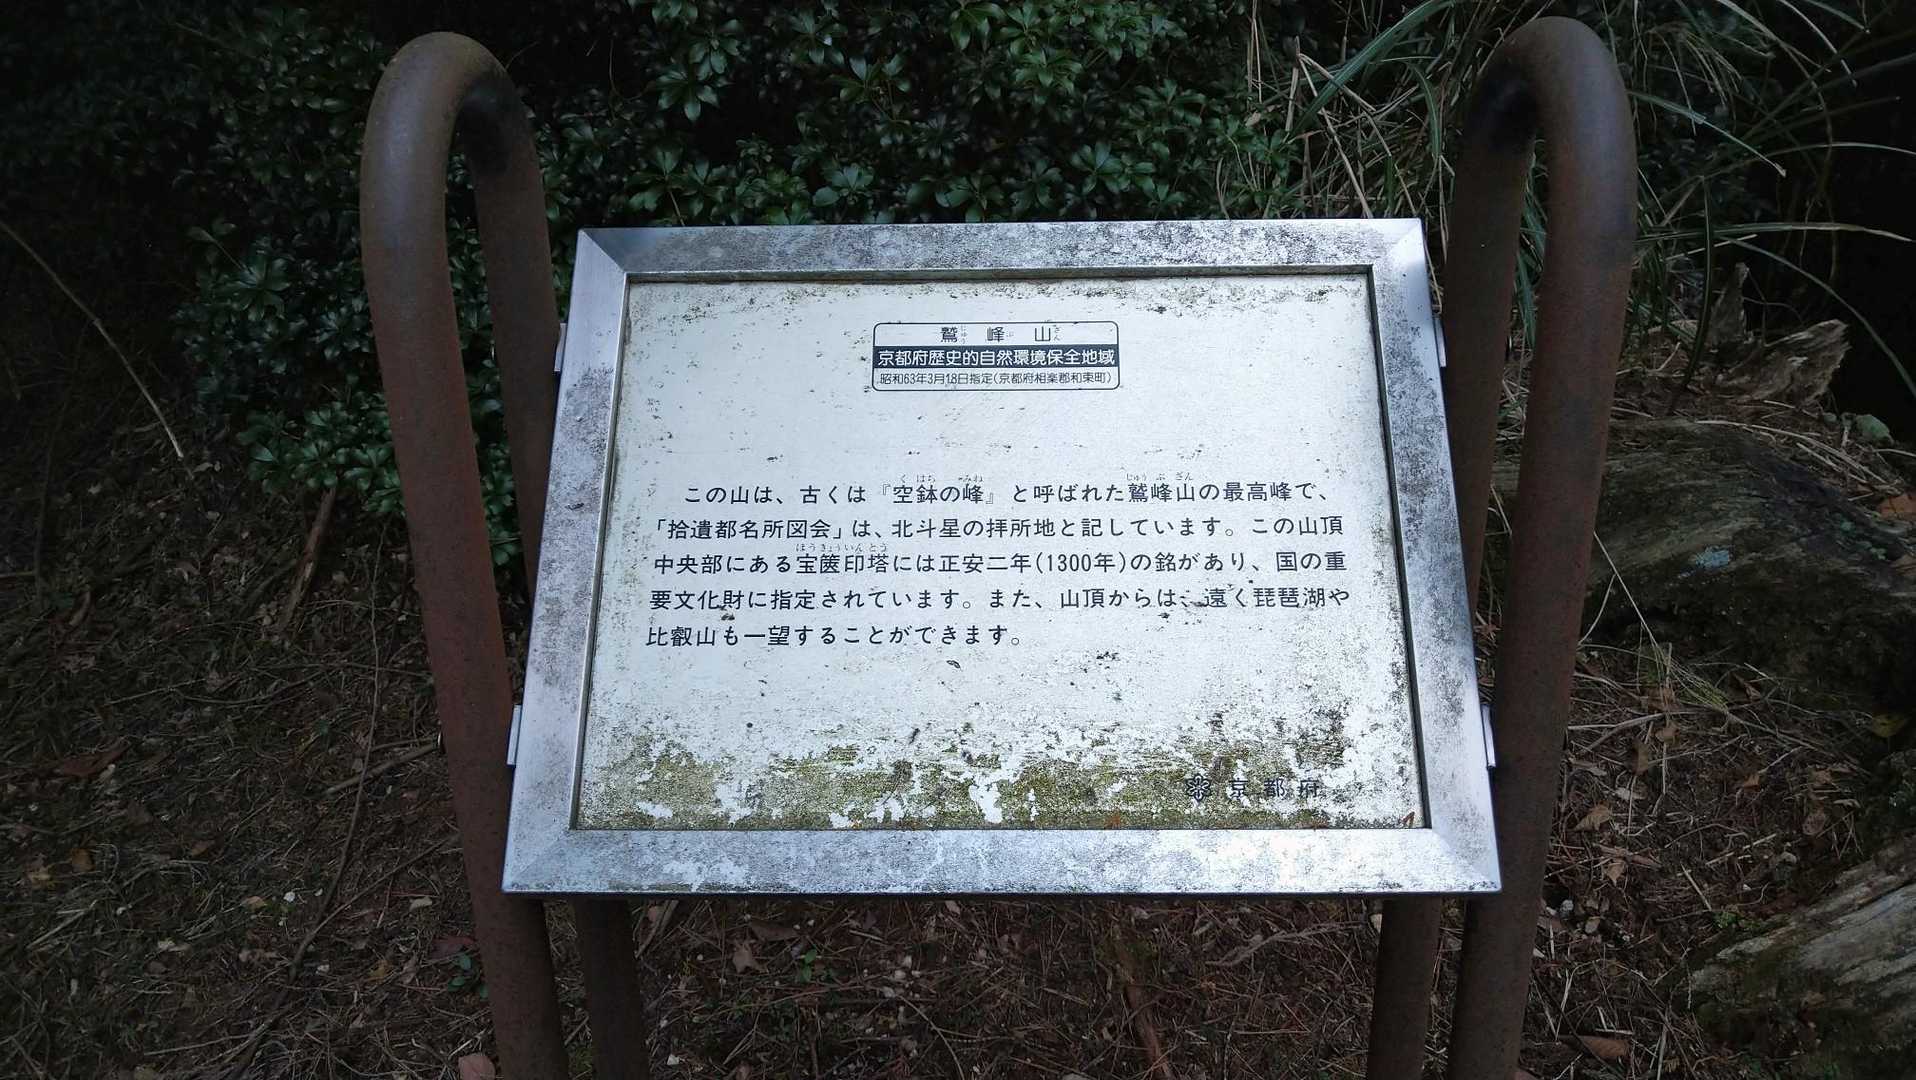 鷲峰山
京都府歴史的自然環境保全地域
昭和63年3月18日指定(京都府相楽郡和束町)
この山は、古くは『空鉢の峰』と呼ばれた鷲峰山の最高峰で、
「拾遺都名所図会」は、北斗星の拝所地と記しています。この山頂
中央部にある宝篋印塔には正安二年(1300年)の銘があり、国の重
要文化財に指定されています。また、山頂からは、遠く琵琶湖や
比叡山も一望することができます。
京都府